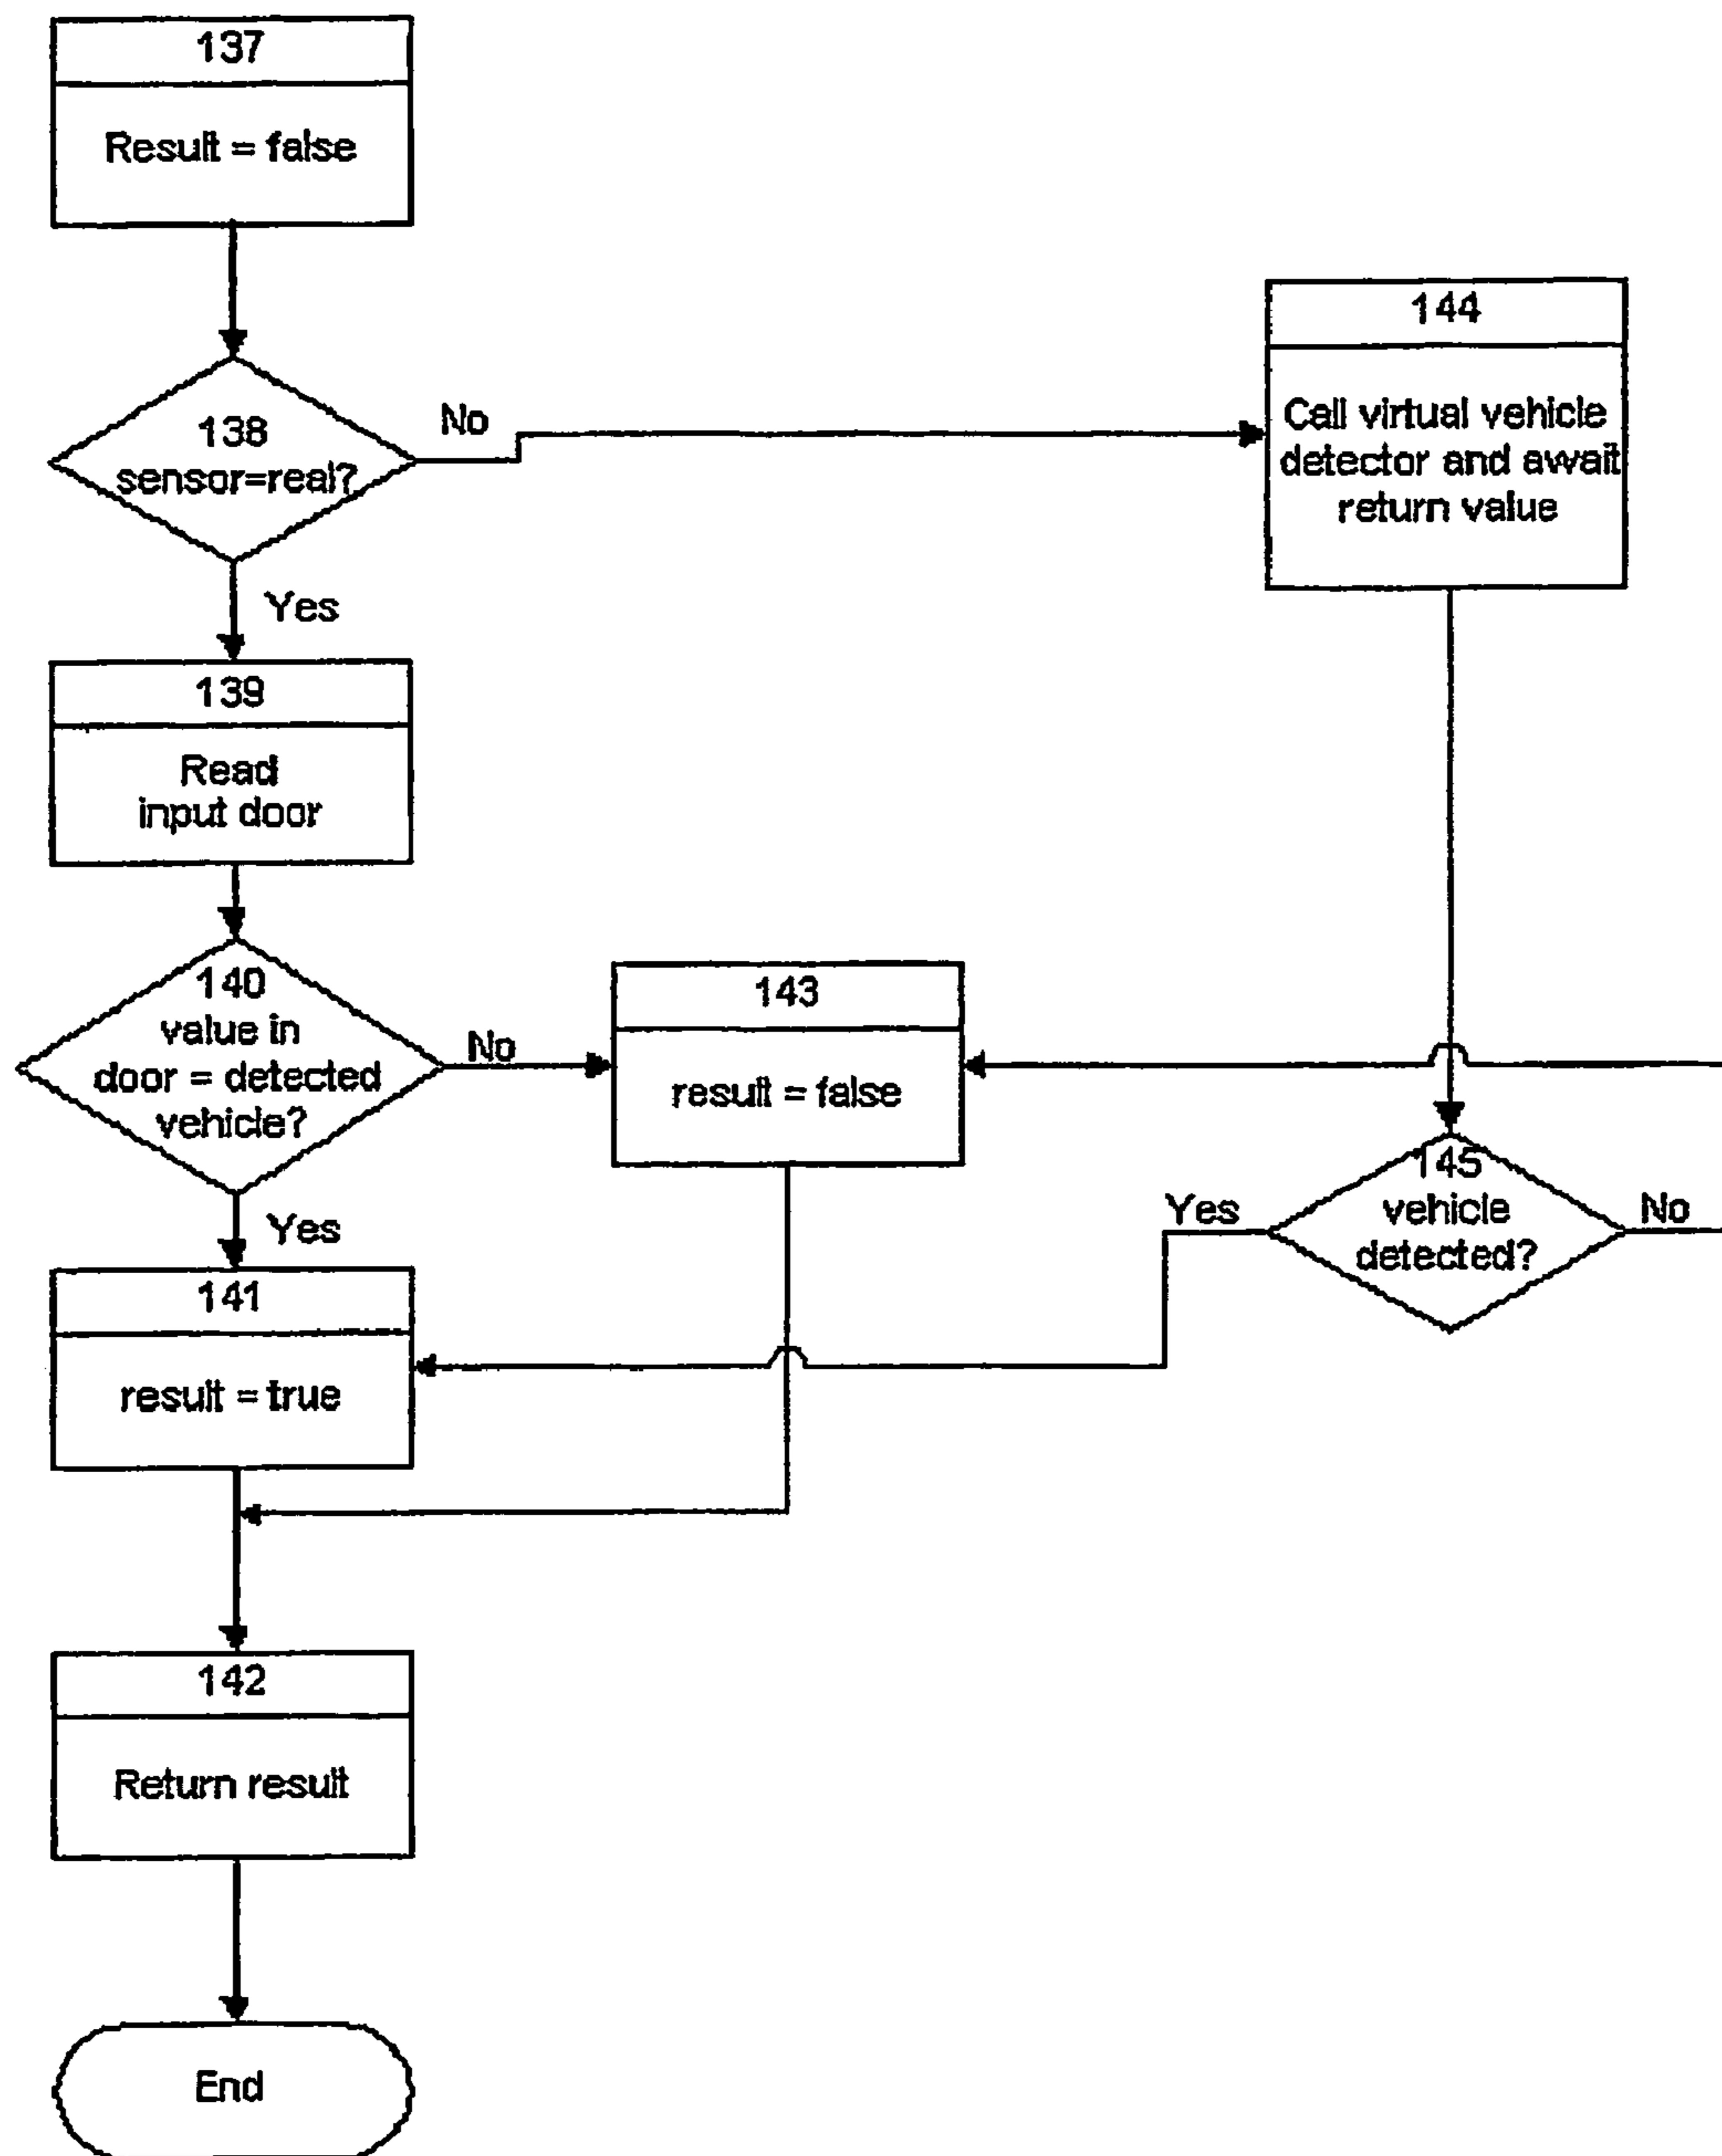 137
Result = false
138
sensor=real?
No
Yes
144
Call virtual vehicle
detector and await
return value
139
Read
input door
140
value in
door = detected
vehicle?
No
Yes
143
result = false
145
vehicle
detected?
Yes
No
141
result = true
142
Return result
End